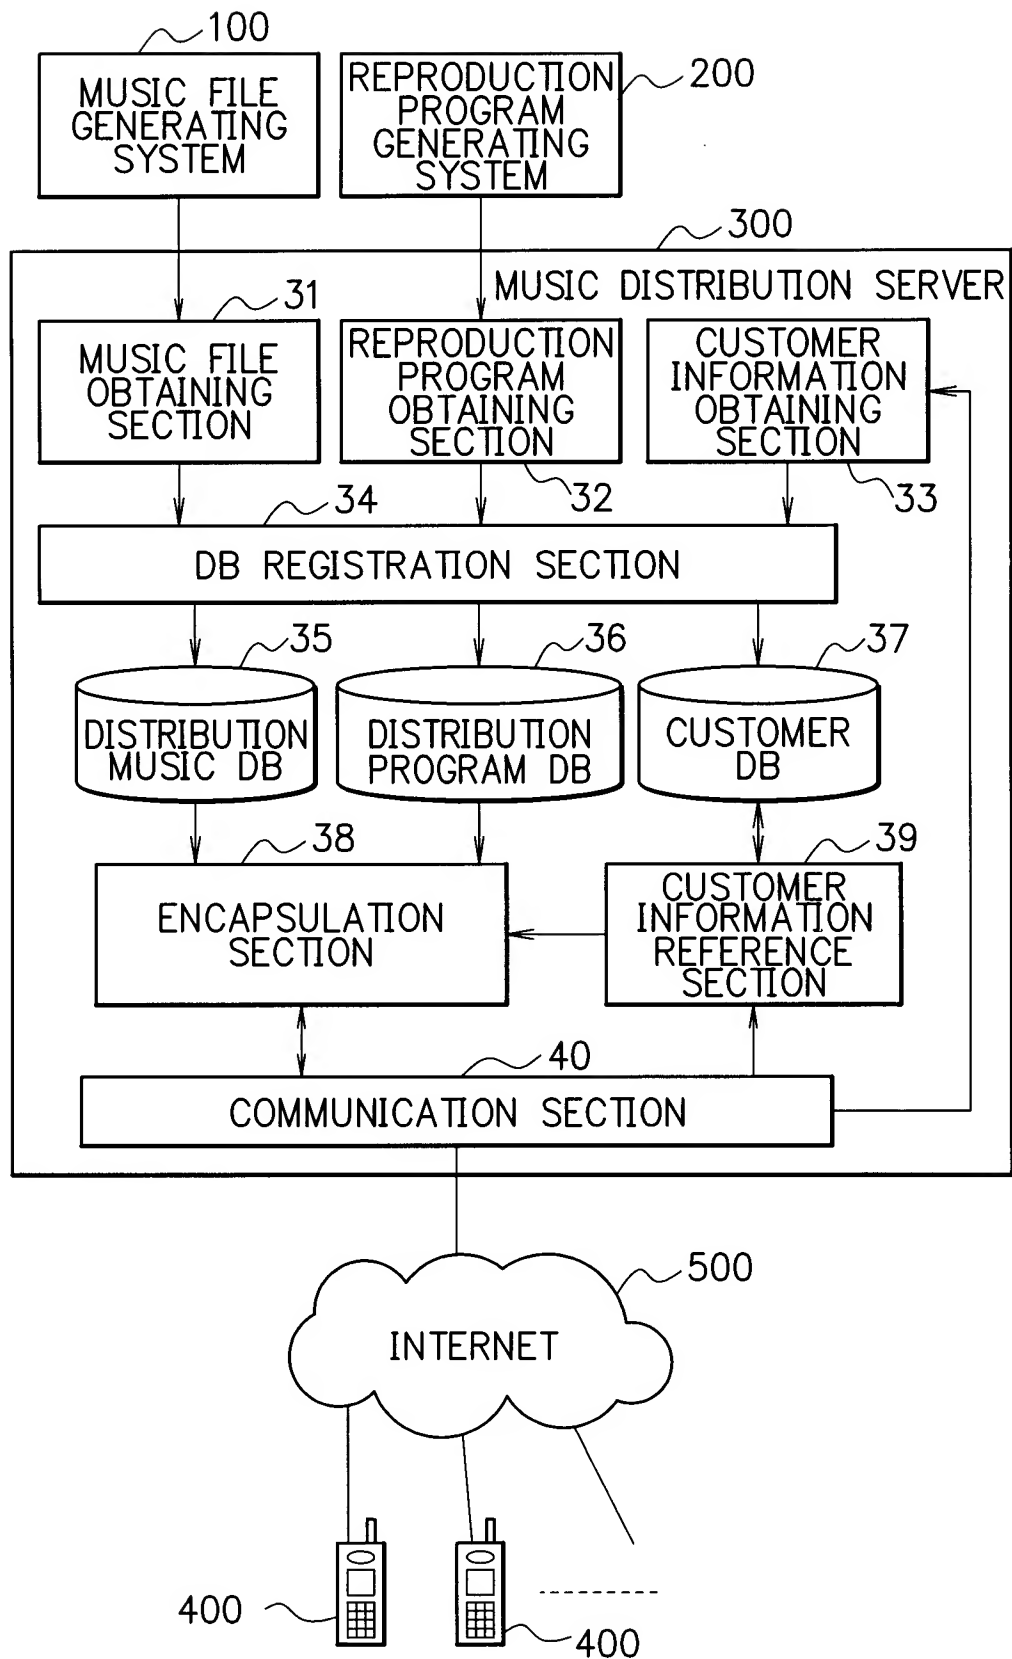 100
MUSIC FILE
GENERATING
SYSTEM
REPRODUCTION
PROGRAM
GENERATING
SYSTEM
200
300
MUSIC DISTRIBUTION SERVER
31
MUSIC FILE
OBTAINING
SECTION
REPRODUCTION
PROGRAM
OBTAINING
SECTION
32
CUSTOMER
INFORMATION
OBTAINING
SECTION
33
34
DB REGISTRATION SECTION
35
DISTRIBUTION
MUSIC DB
36
DISTRIBUTION
PROGRAM DB
37
CUSTOMER
DB
38
ENCAPSULATION
SECTION
39
CUSTOMER
INFORMATION
REFERENCE
SECTION
40
COMMUNICATION SECTION
500
INTERNET
400
400